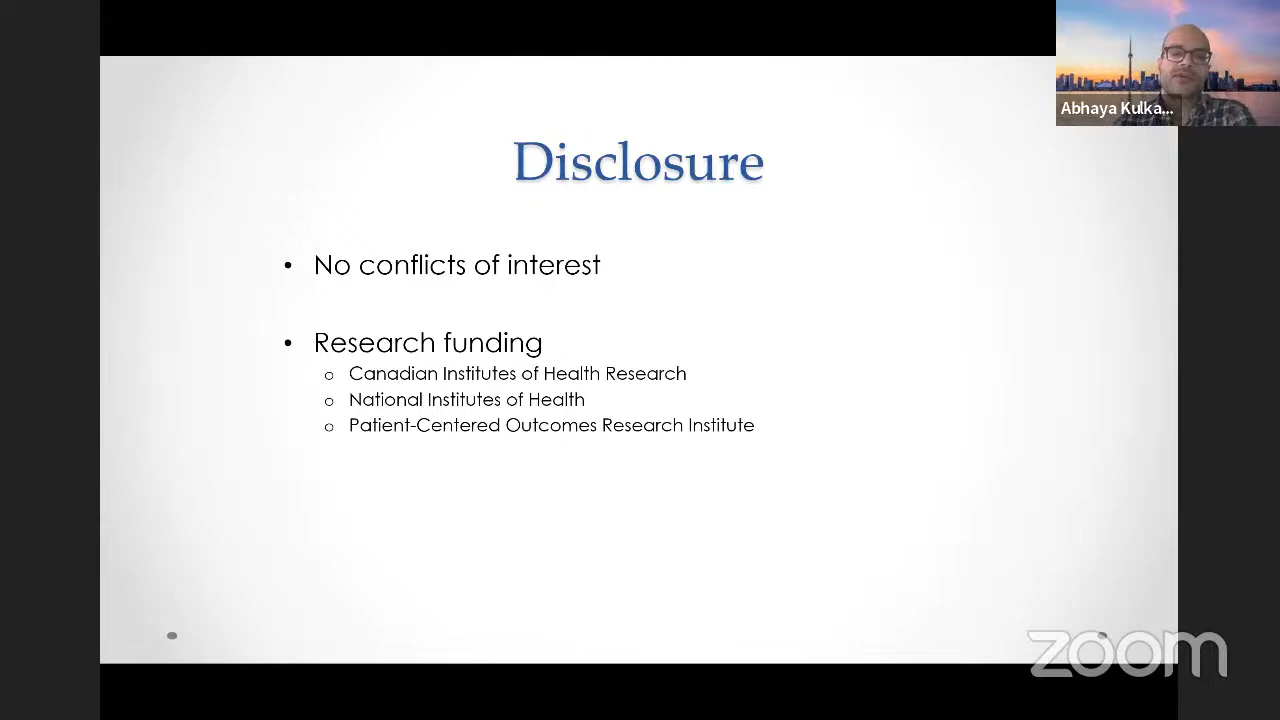 Abhaya Kulka...
Disclosure
• No conflicts of interest
• Research funding
o Canadian Institutes of Health Research
o National Institutes of Health
o Patient-Centered Outcomes Research Institute
zoom